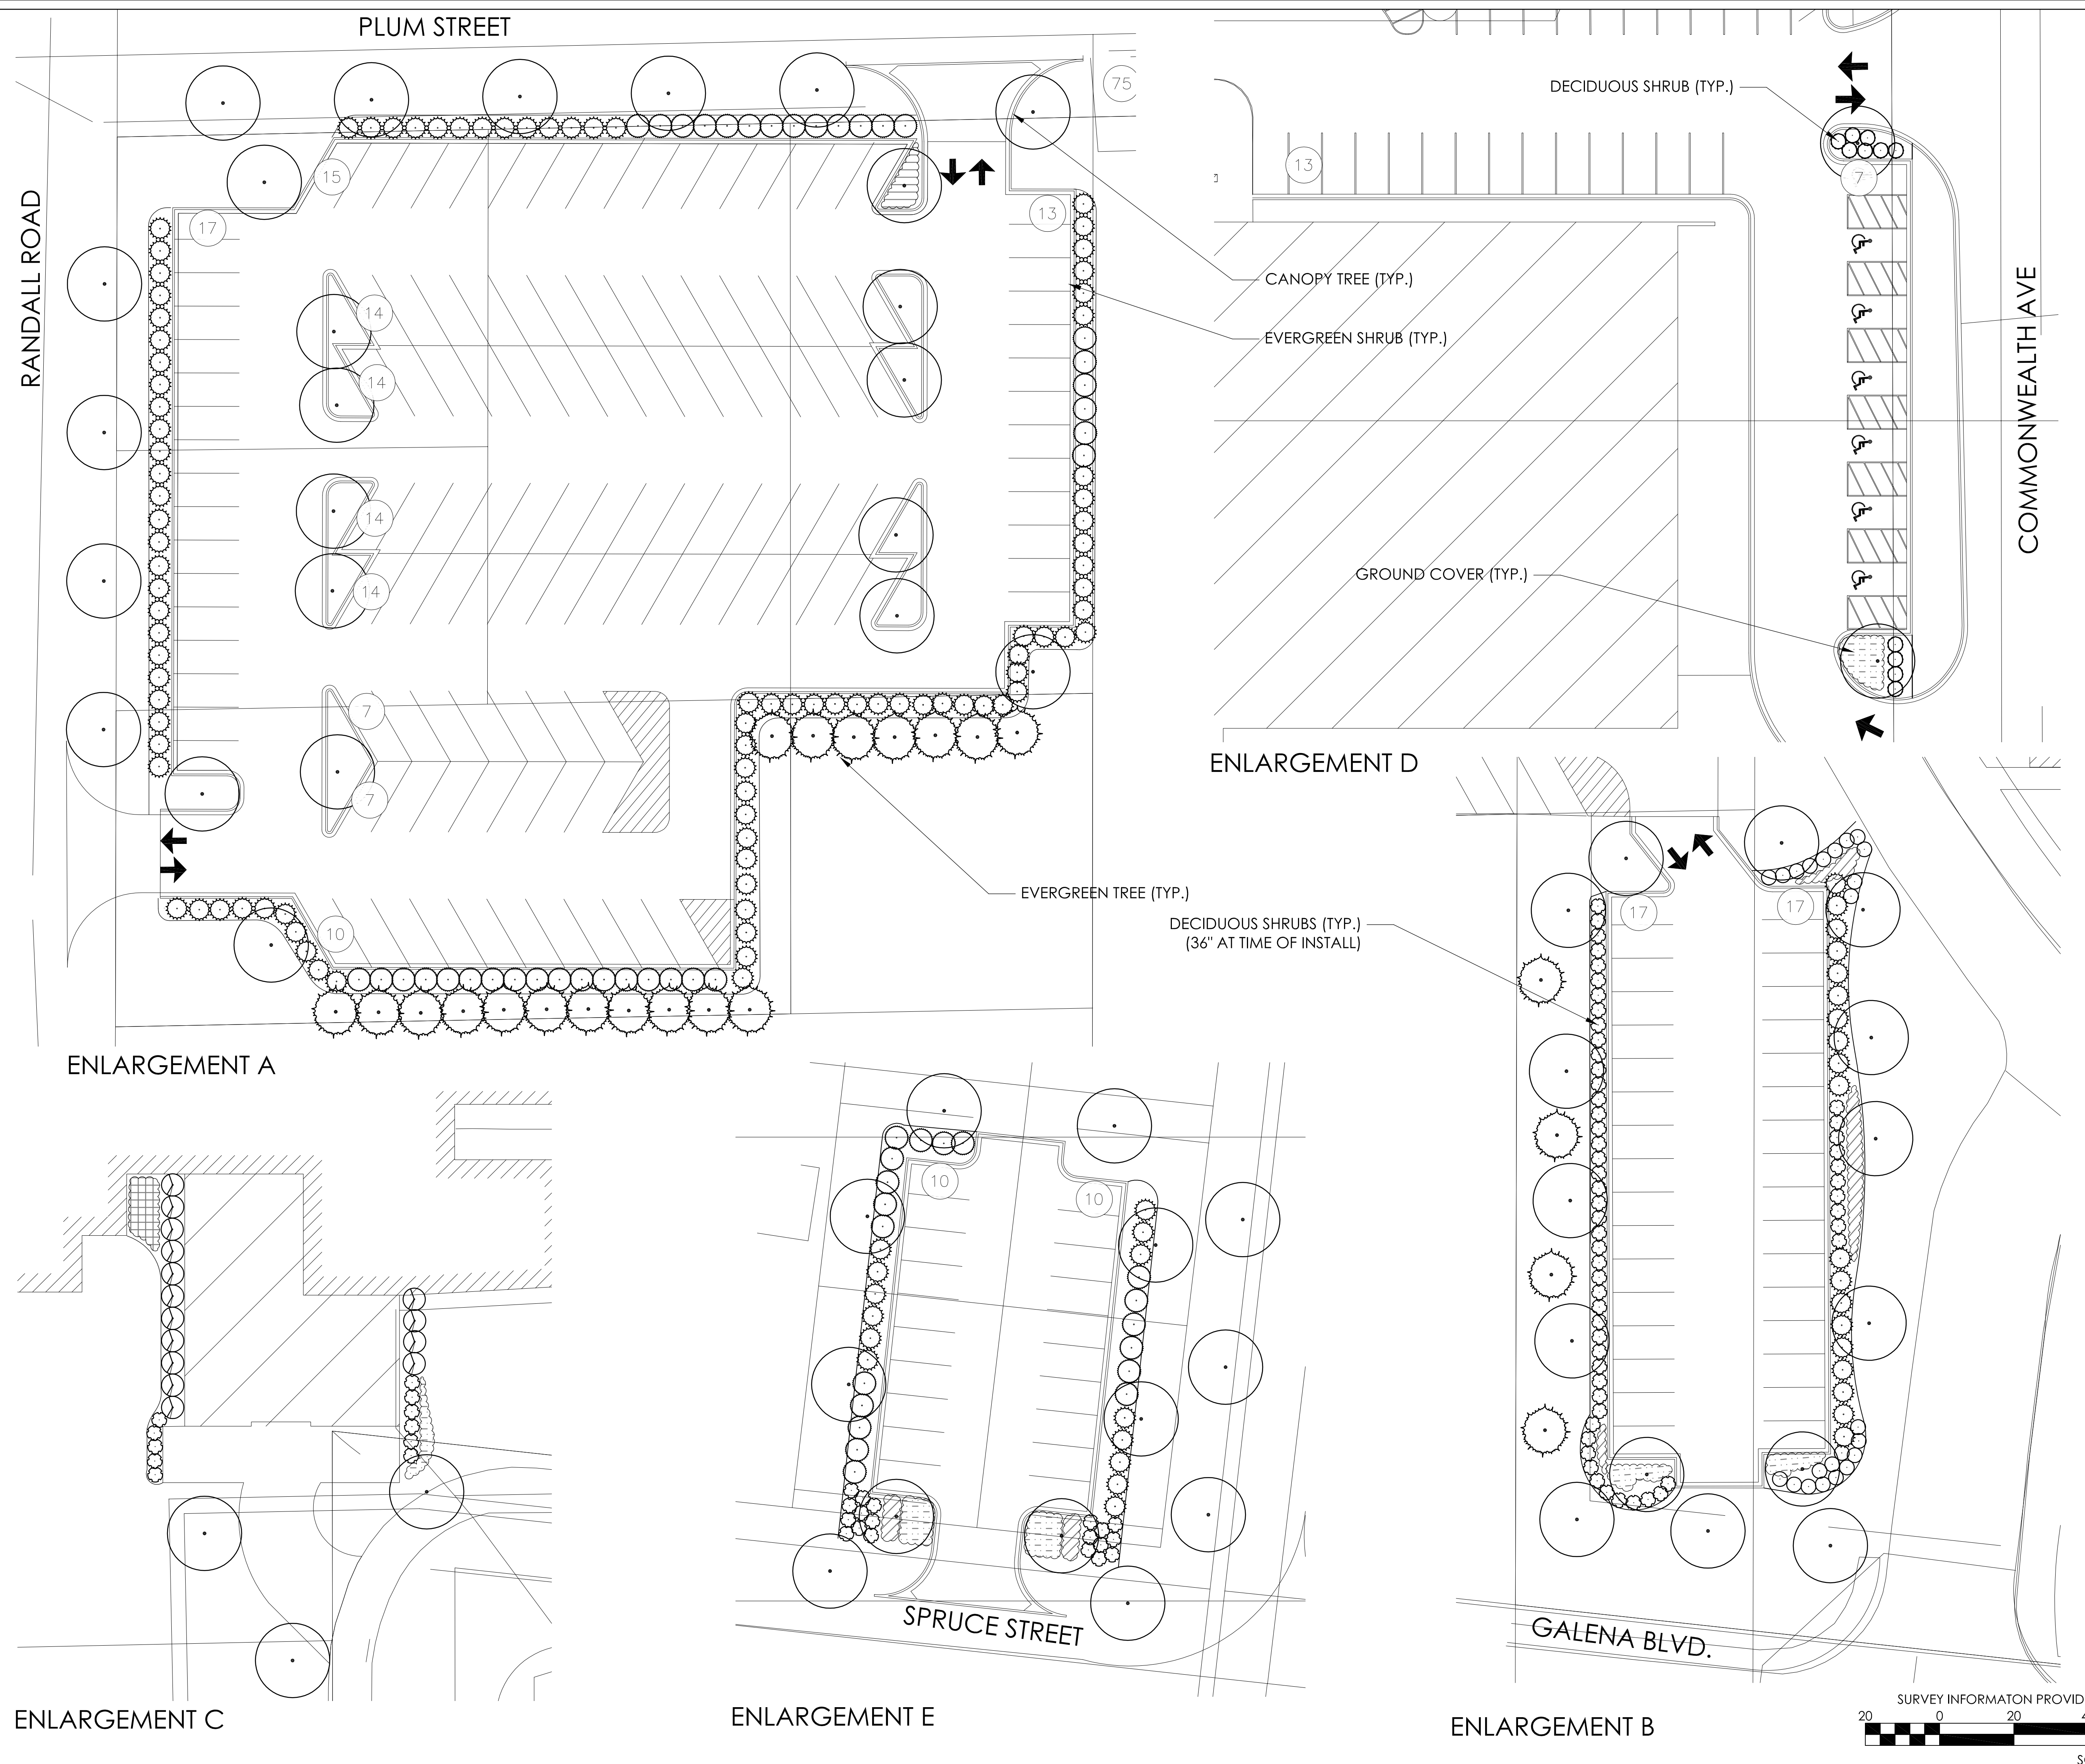 PLUM STREET
RANDALL ROAD
75
15
17
13
14
14
14
14
7
7
10
CANOPY TREE (TYP.)
EVERGREEN SHRUB (TYP.)
EVERGREEN TREE (TYP.)
ENLARGEMENT A
DECIDUOUS SHRUB (TYP.)
13
7
GROUND COVER (TYP.)
COMMONWEALTH AVE
ENLARGEMENT D
DECIDUOUS SHRUBS (TYP.)
(36" AT TIME OF INSTALL)
17
17
GALENA BLVD.
ENLARGEMENT B
ENLARGEMENT C
10
10
SPRUCE STREET
ENLARGEMENT E
SURVEY INFORMATON PROVID
20 0 20